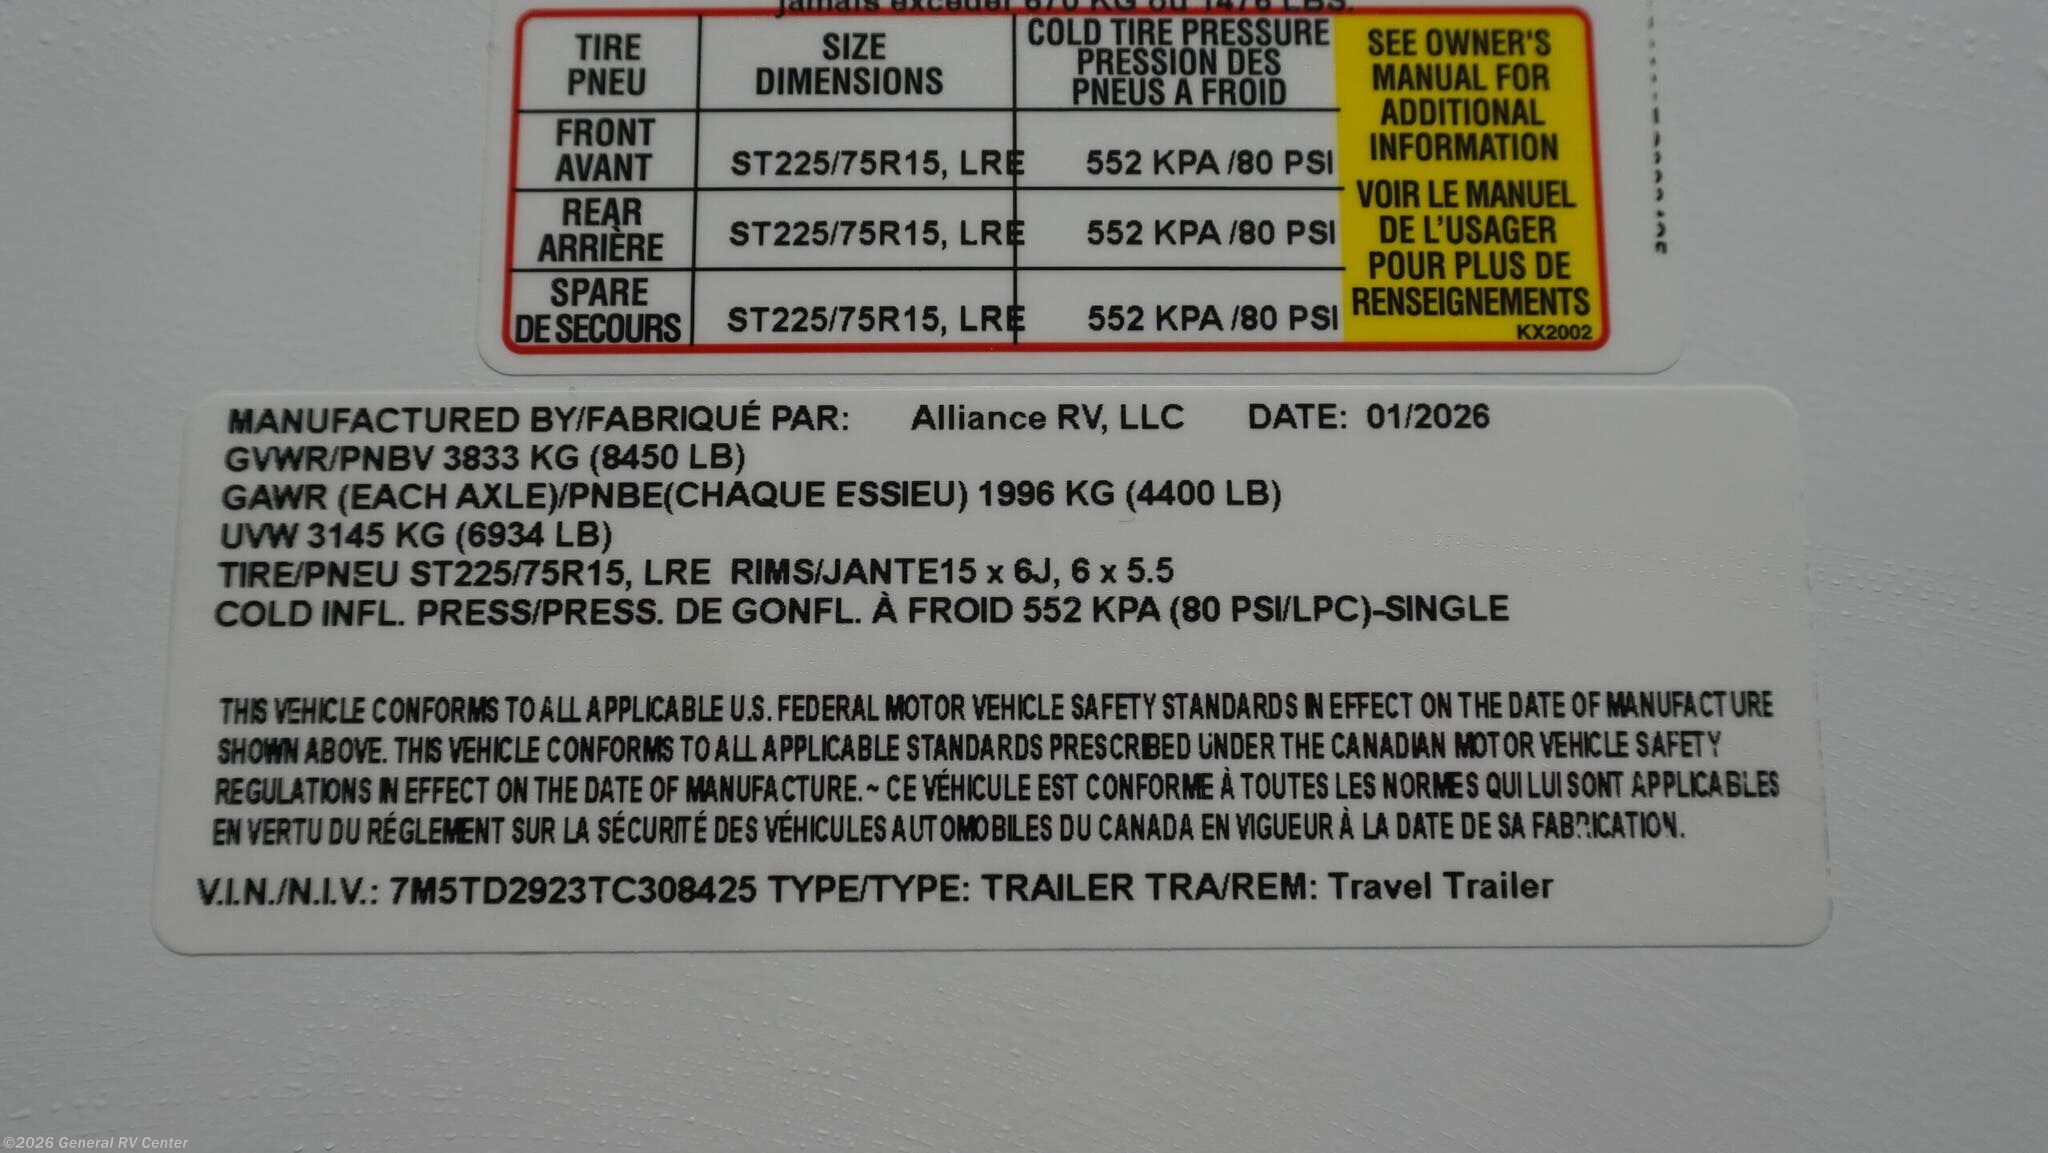 jamais excéder 670 KG ou 1476 LBS.
TIRE
PNEU
SIZE
DIMENSIONS
COLD TIRE PRESSURE
PRESSION DES
PNEUS A FROID
SEE OWNER'S
MANUAL FOR
ADDITIONAL
INFORMATION
VOIR LE MANUEL
DE L'USAGER
POUR PLUS DE
RENSEIGNEMENTS
KX2002
FRONT
AVANT
ST225/75R15, LRE
552 KPA /80 PSI
REAR
ARRIÈRE
ST225/75R15, LRE
552 KPA /80 PSI
SPARE
DE SECOURS
ST225/75R15, LRE
552 KPA /80 PSI
MANUFACTURED BY/FABRIQUÉ PAR: Alliance RV, LLC DATE: 01/2026
GVWR/PNBV 3833 KG (8450 LB)
GAWR (EACH AXLE)/PNBE(CHAQUE ESSIEU) 1996 KG (4400 LB)
UVW 3145 KG (6934 LB)
TIRE/PNEU ST225/75R15, LRE RIMS/JANTE15 x 6J, 6 x 5.5
COLD INFL. PRESS/PRESS. DE GONFL. À FROID 552 KPA (80 PSI/LPC)-SINGLE
THIS VEHICLE CONFORMS TO ALL APPLICABLE U.S. FEDERAL MOTOR VEHICLE SAFETY STANDARDS IN EFFECT ON THE DATE OF MANUFACTURE
SHOWN ABOVE. THIS VEHICLE CONFORMS TO ALL APPLICABLE STANDARDS PRESCRIBED UNDER THE CANADIAN MOTOR VEHICLE SAFETY
REGULATIONS IN EFFECT ON THE DATE OF MANUFACTURE. ~ CE VÉHICULE EST CONFORME À TOUTES LES NORMES QUI LUI SONT APPLICABLES
EN VERTU DU RÉGLEMENT SUR LA SÉCURITÉ DES VÉHICULES AUTOMOBILES DU CANADA EN VIGUEUR À LA DATE DE SA FABRICATION.
V.I.N./N.I.V.: 7M5TD2923TC308425 TYPE/TYPE: TRAILER TRA/REM: Travel Trailer
©2026 General RV Center